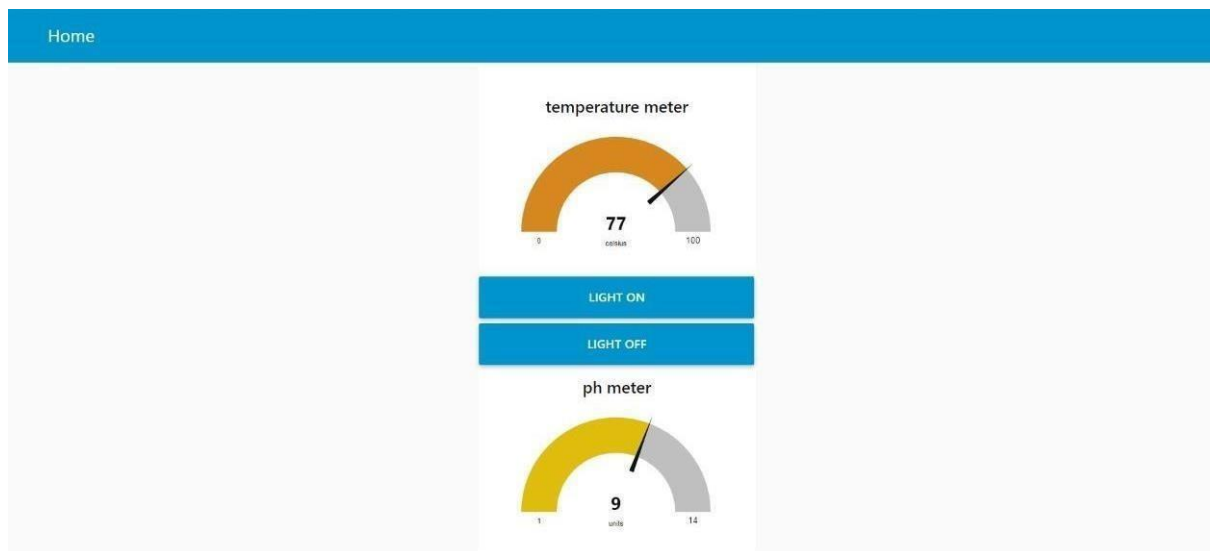 Home
temperature meter
77
celsius
0
100
LIGHT ON
LIGHT OFF
ph meter
9
units
1
14